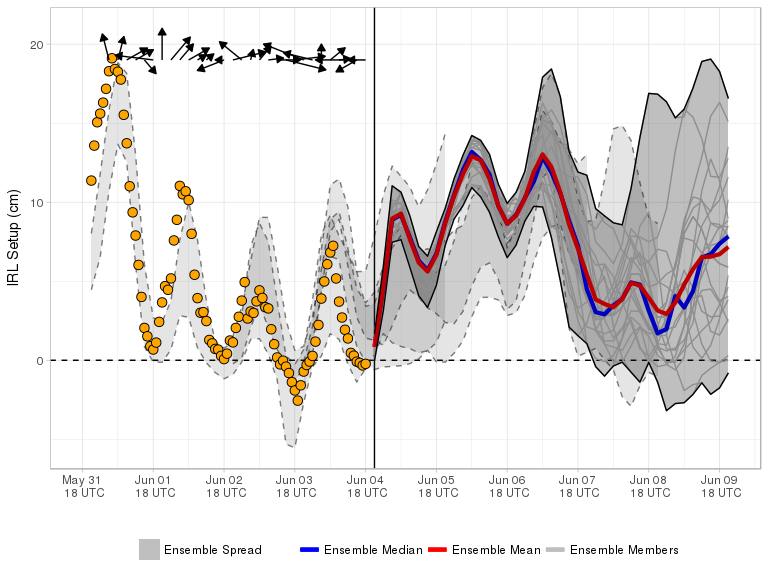 20
10
0
IRL Setup (cm)
May 31 Jun 01 Jun 02 Jun 03 Jun 04 Jun 05 Jun 06 Jun 07 Jun 08 Jun 09
18 UTC 18 UTC 18 UTC 18 UTC 18 UTC 18 UTC 18 UTC 18 UTC 18 UTC 18 UTC
Ensemble Spread Ensemble Median Ensemble Mean Ensemble Members